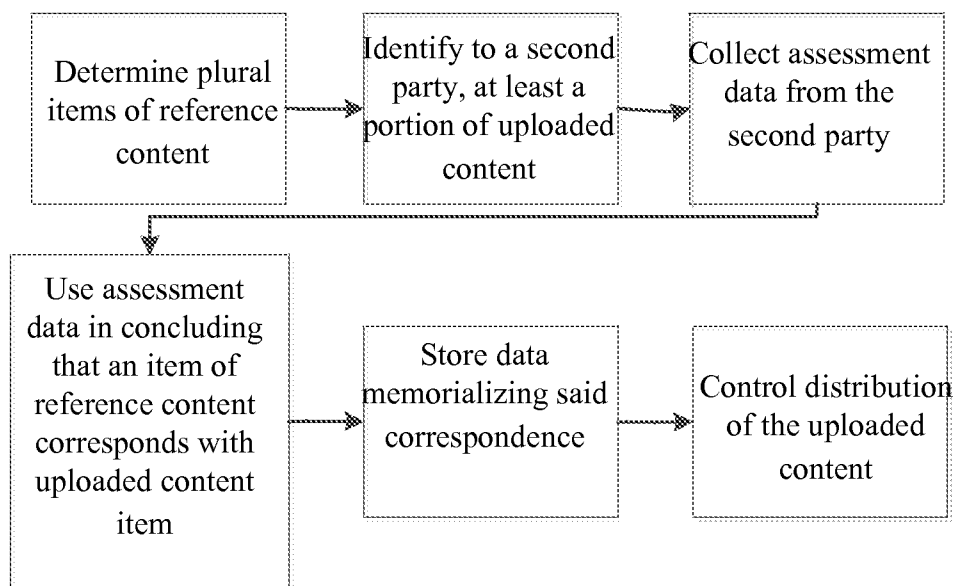 Determine plural
items of reference
content
Identify to a second
party, at least a
portion of uploaded
content
Collect assessment
data from the
second party
Use assessment
data in concluding
that an item of
reference content
corresponds with
uploaded content
item
Store data
memorializing said
correspondence
Control distribution
of the uploaded
content